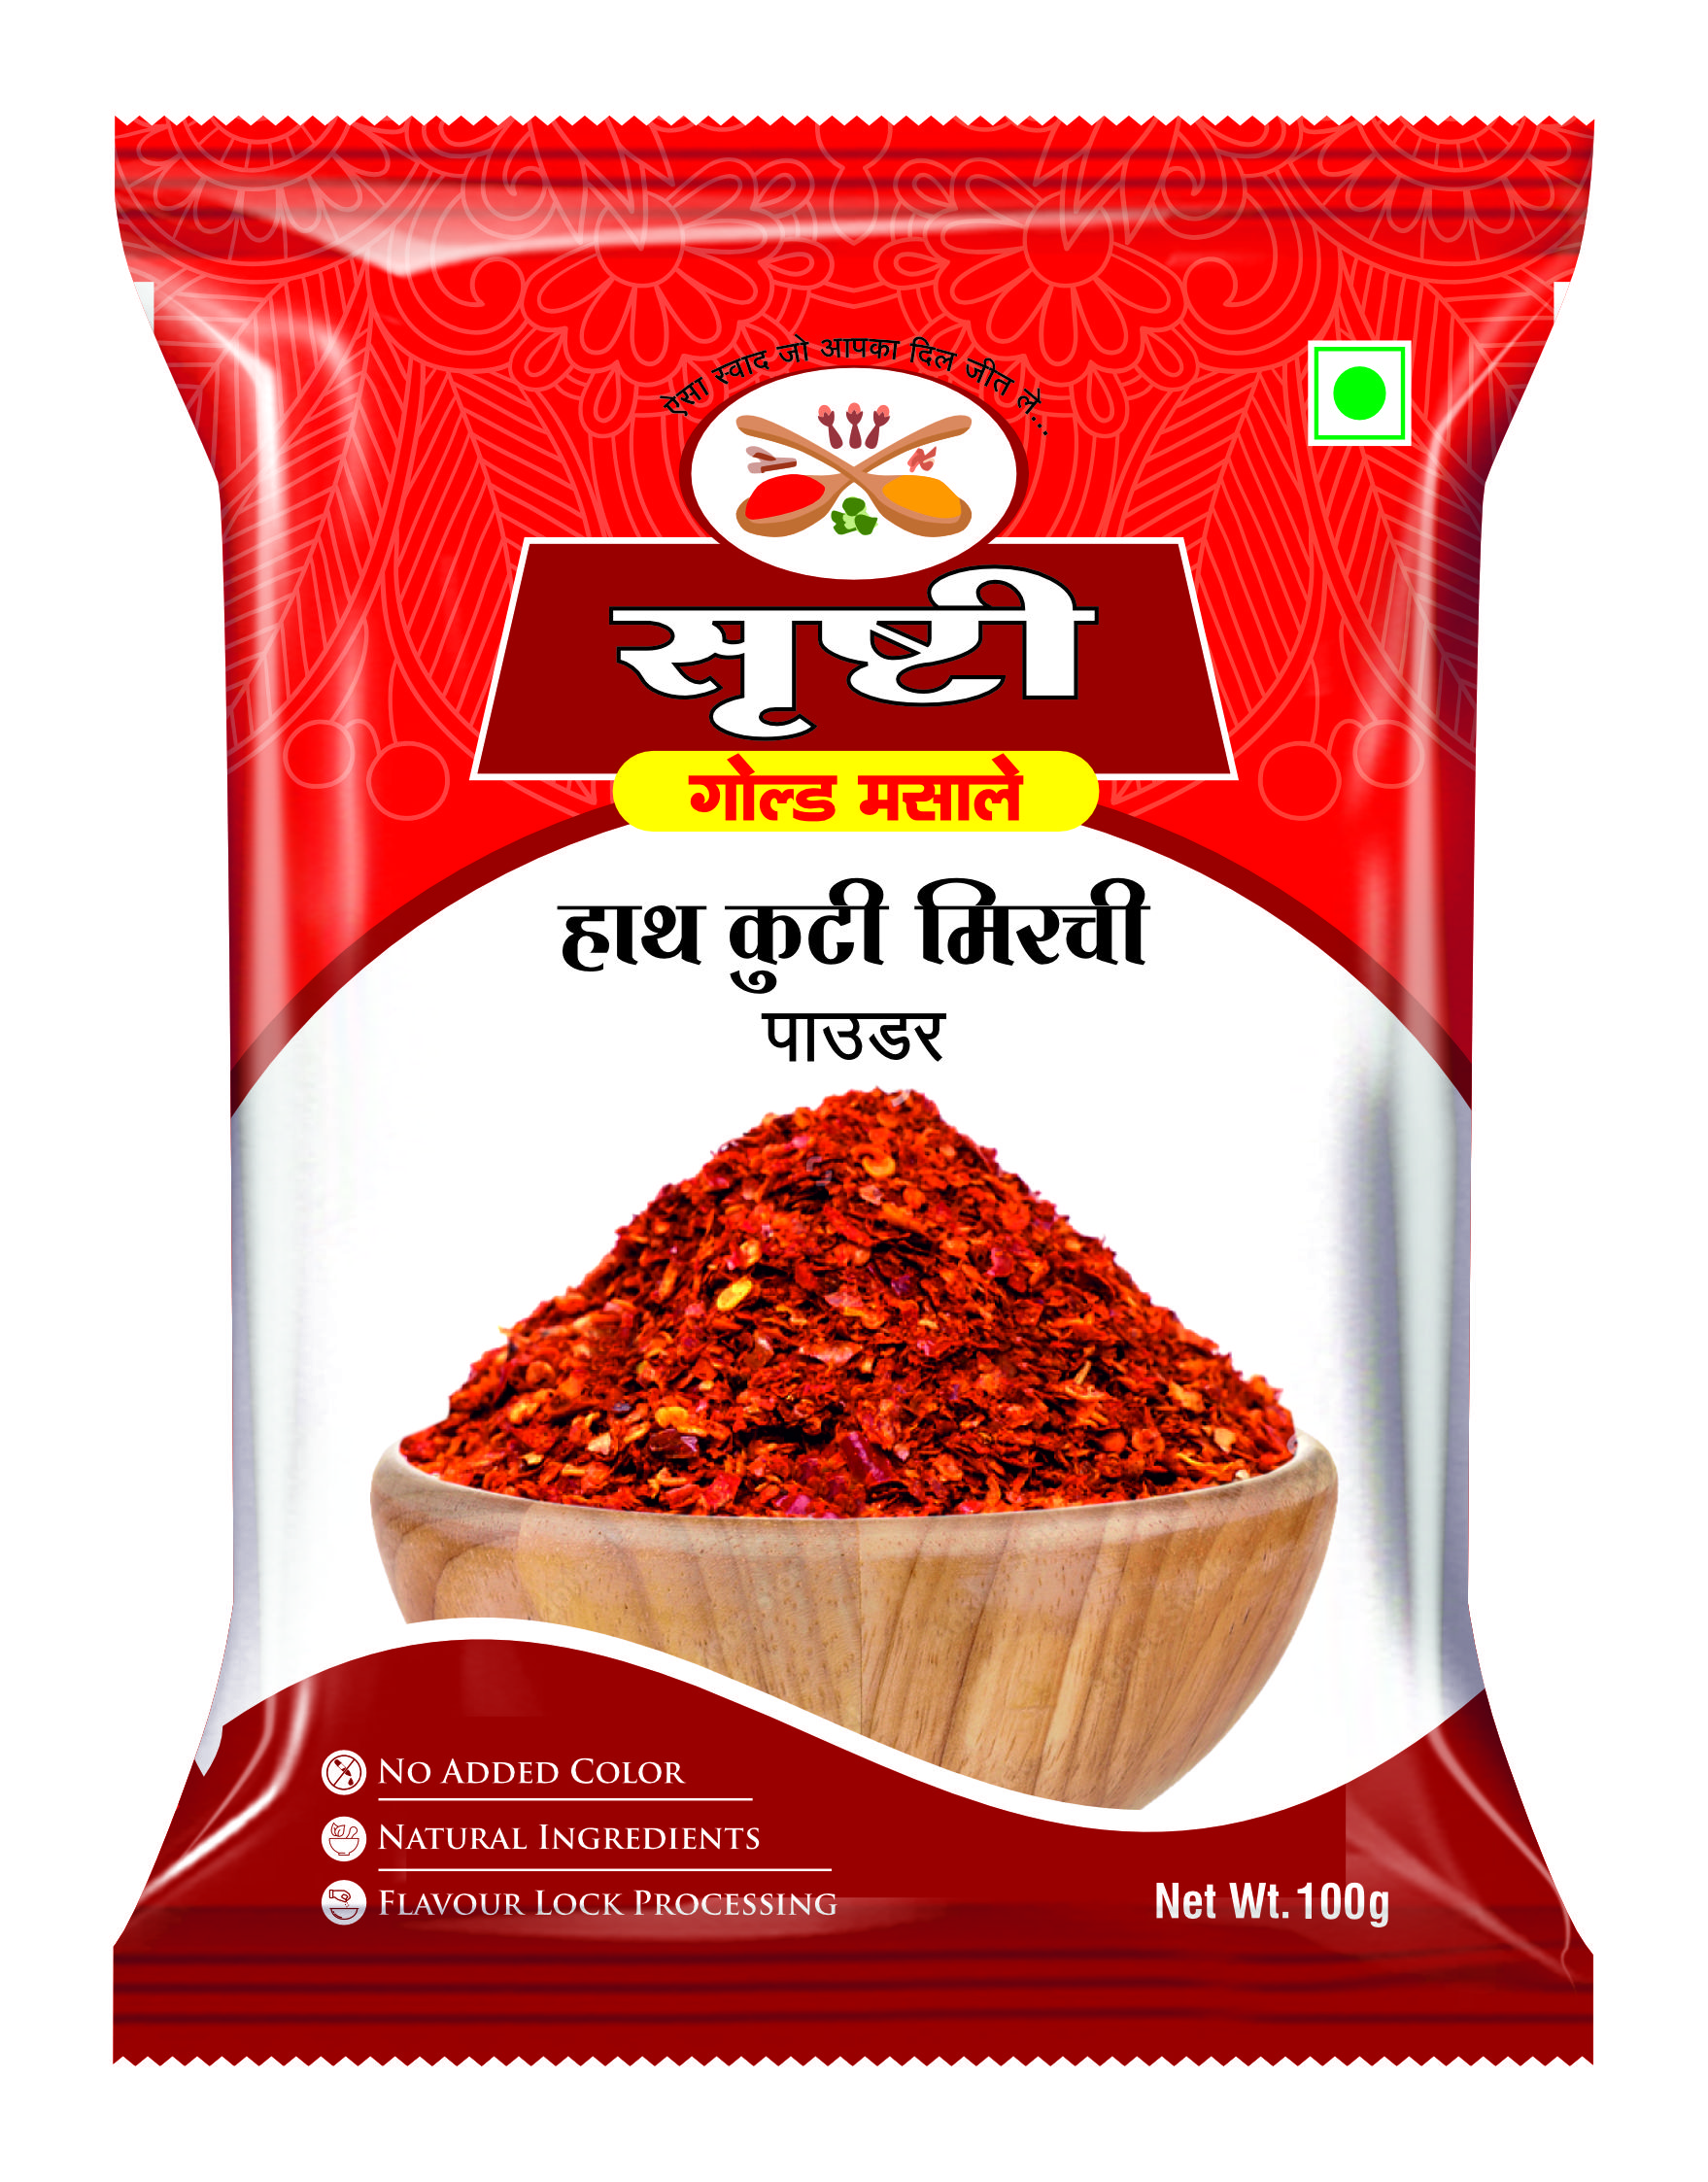 ऐसा स्वाद जो आपका दिल जीत ले...
सृष्टी
गोल्ड मसाले
हाथ कुटी मिरची
पाउडर
NO ADDED COLOR
NATURAL INGREDIENTS
FLAVOUR LOCK PROCESSING
Net Wt.100g